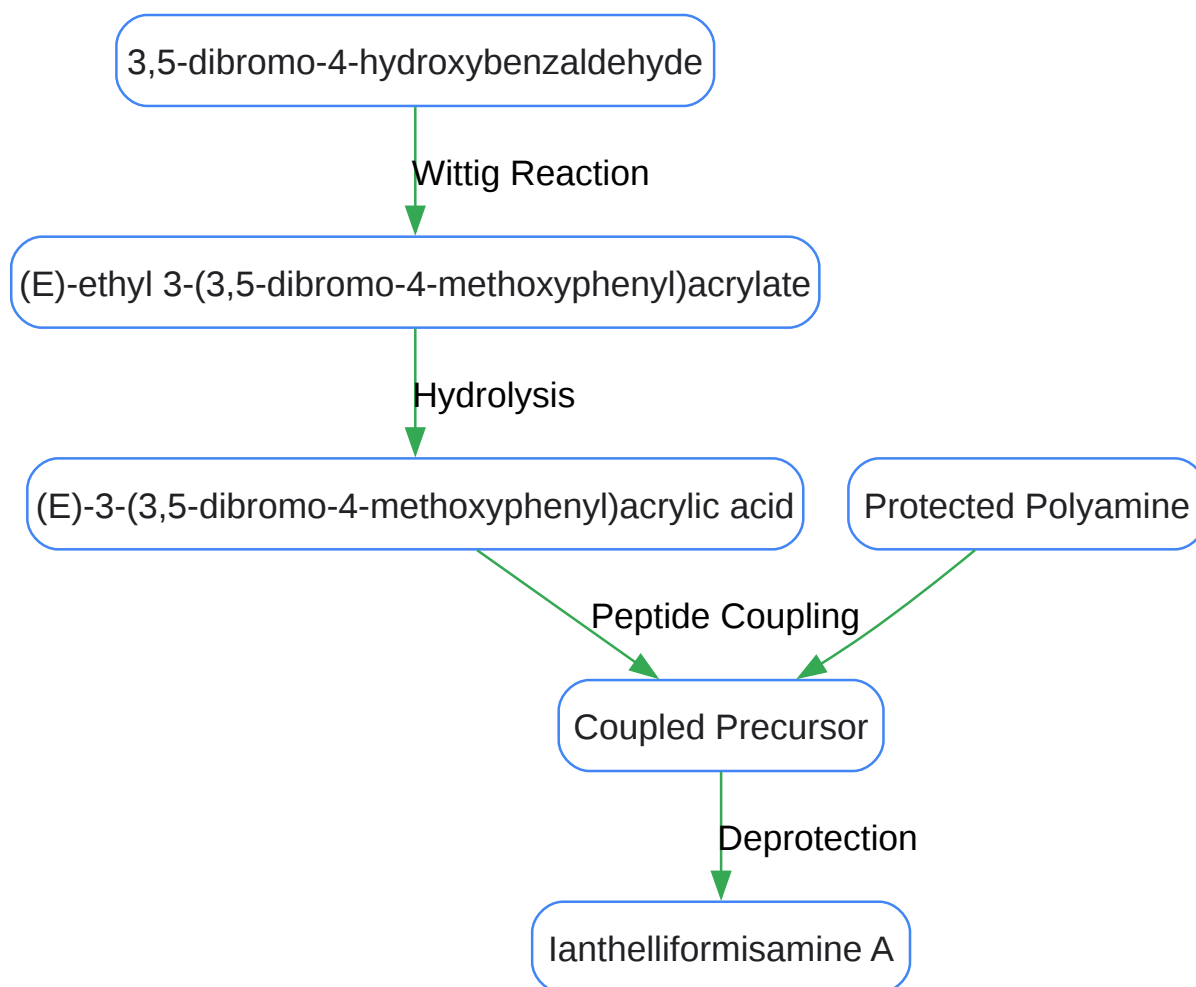 3,5-dibromo-4-hydroxybenzaldehyde
Wittig Reaction
(E)-ethyl 3-(3,5-dibromo-4-methoxyphenyl)acrylate
Hydrolysis
(E)-3-(3,5-dibromo-4-methoxyphenyl)acrylic acid
Protected Polyamine
Peptide Coupling
Coupled Precursor
Deprotection
Ianthelliformisamine A